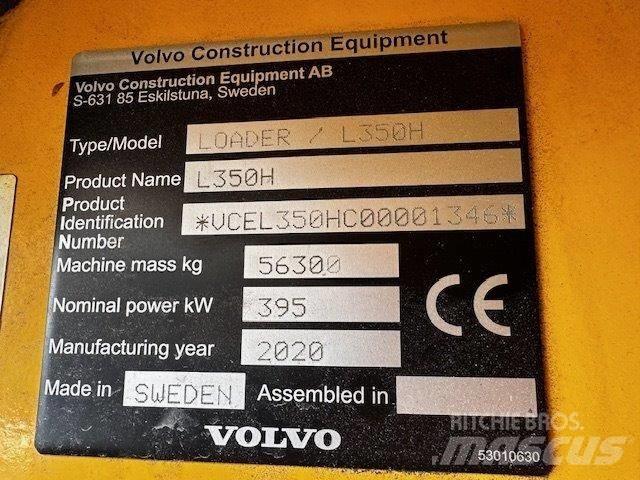 Volvo Construction Equipment
Volvo Construction Equipment AB
S-631 85 Eskilstuna, Sweden
Type/Model LOADER / L350H
Product Name L350H
Product
Identification *VCEL350HC00001346*
Number
Machine mass kg 56300
Nominal power kW 395
Manufacturing year 2020
CE
Made in SWEDEN Assembled in
VOLVO
53010630
RITCHIE BROS.
mascus